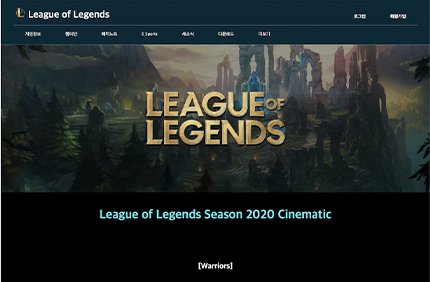 League of Legends
로그인 회원가입
게임정보 챔피언 패치노트 E Sports 새소식 다운로드 더보기
LEAGUE OF
LEGENDS
League of Legends Season 2020 Cinematic
[Warriors]